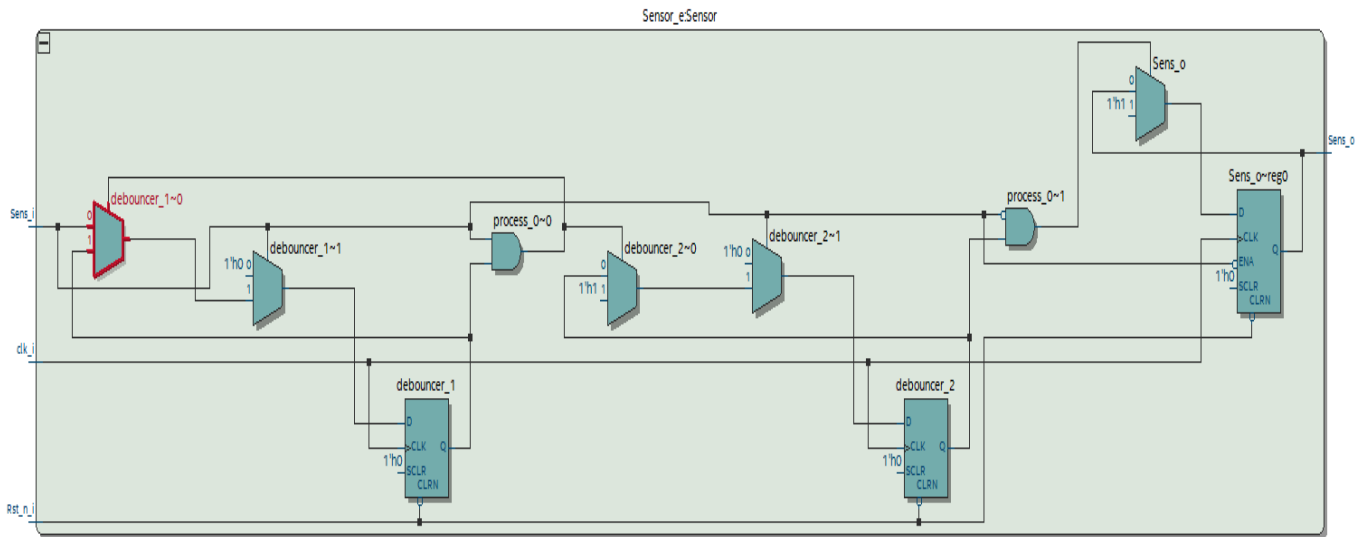 Sensor_e:Sensor
Sens_o
0
1'h1 1
Sens_o
Sens_o~reg0
D
CLK
Q
ENA
1'h0
SCLR
CLRN
process_0~1
debouncer_1~0
0
1
Sens_i
process_0~0
debouncer_1~1
1'h0 0
1
debouncer_2~0
0
1'h1 1
debouncer_2~1
1'h0 0
1
clk_i
debouncer_1
D
CLK
Q
1'h0
SCLR
CLRN
debouncer_2
D
CLK
Q
1'h0
SCLR
CLRN
Rst_n_i